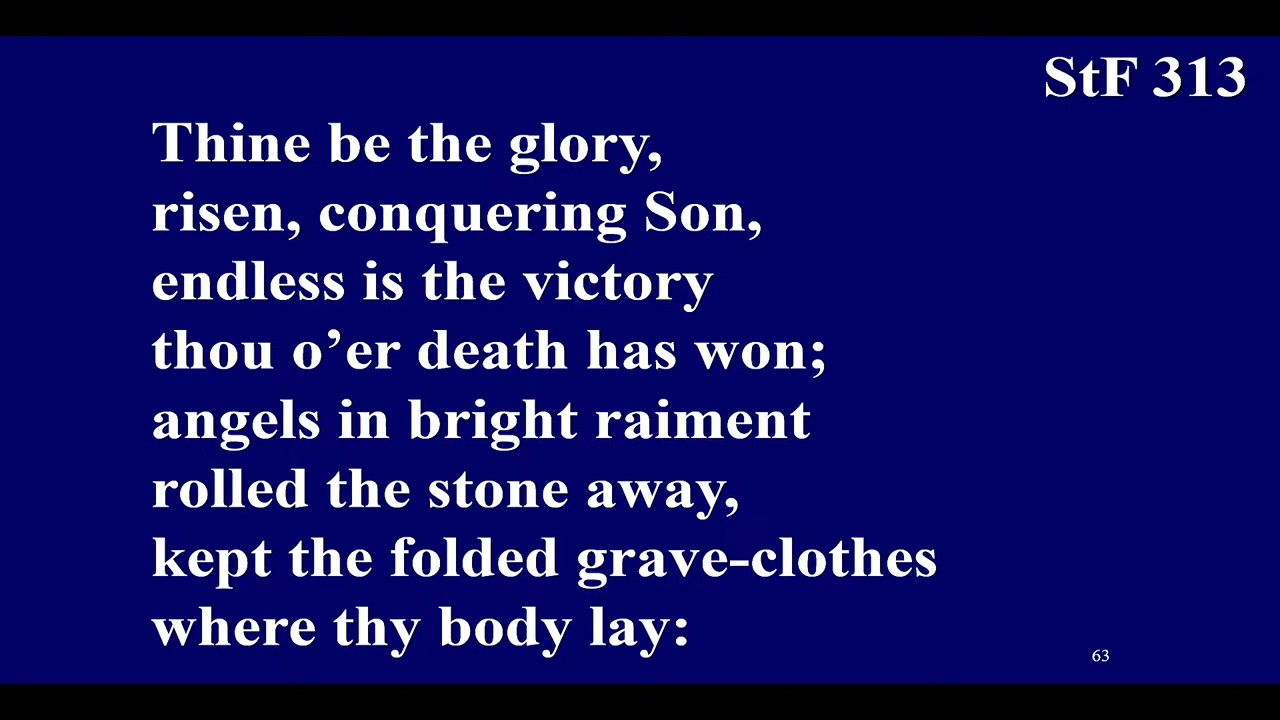 StF 313
Thine be the glory,
risen, conquering Son,
endless is the victory
thou o’er death has won;
angels in bright raiment
rolled the stone away,
kept the folded grave-clothes
where thy body lay:
63